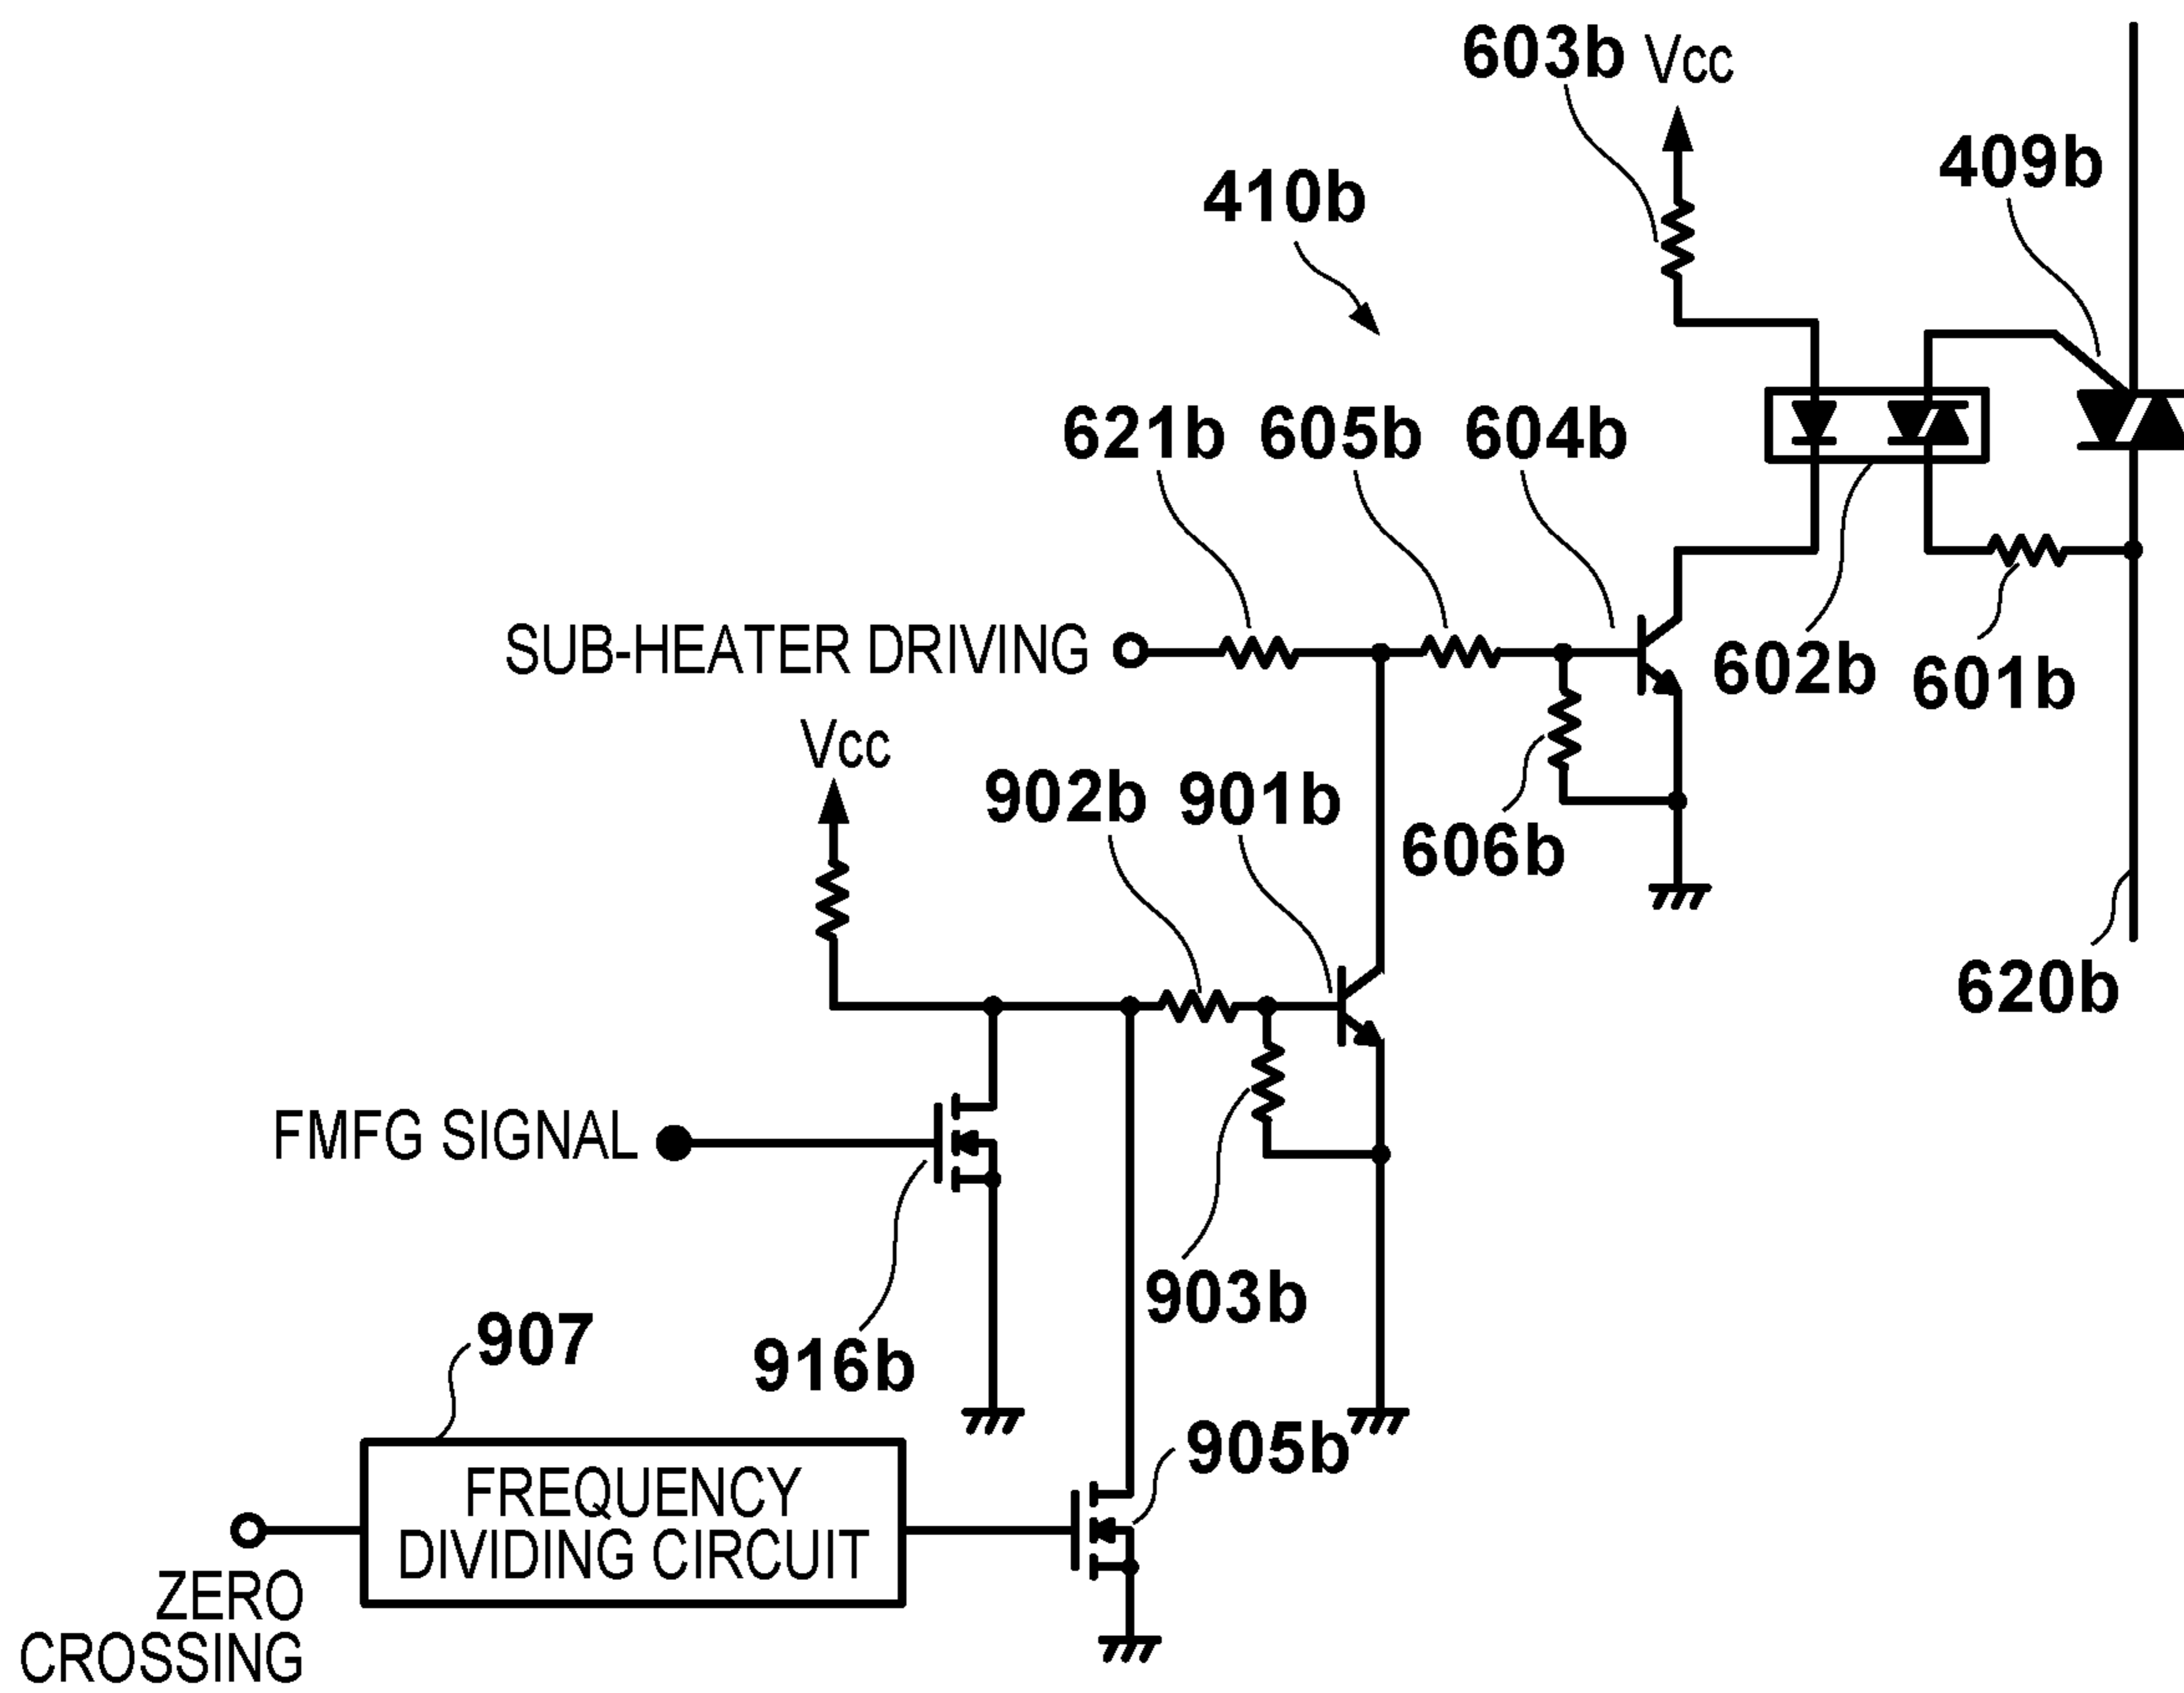 603b Vcc
409b
410b
621b 605b 604b
SUB-HEATER DRIVING
602b 601b
Vcc
902b 901b
606b
620b
FMFG SIGNAL
903b
907
916b
905b
FREQUENCY
DIVIDING CIRCUIT
ZERO
CROSSING